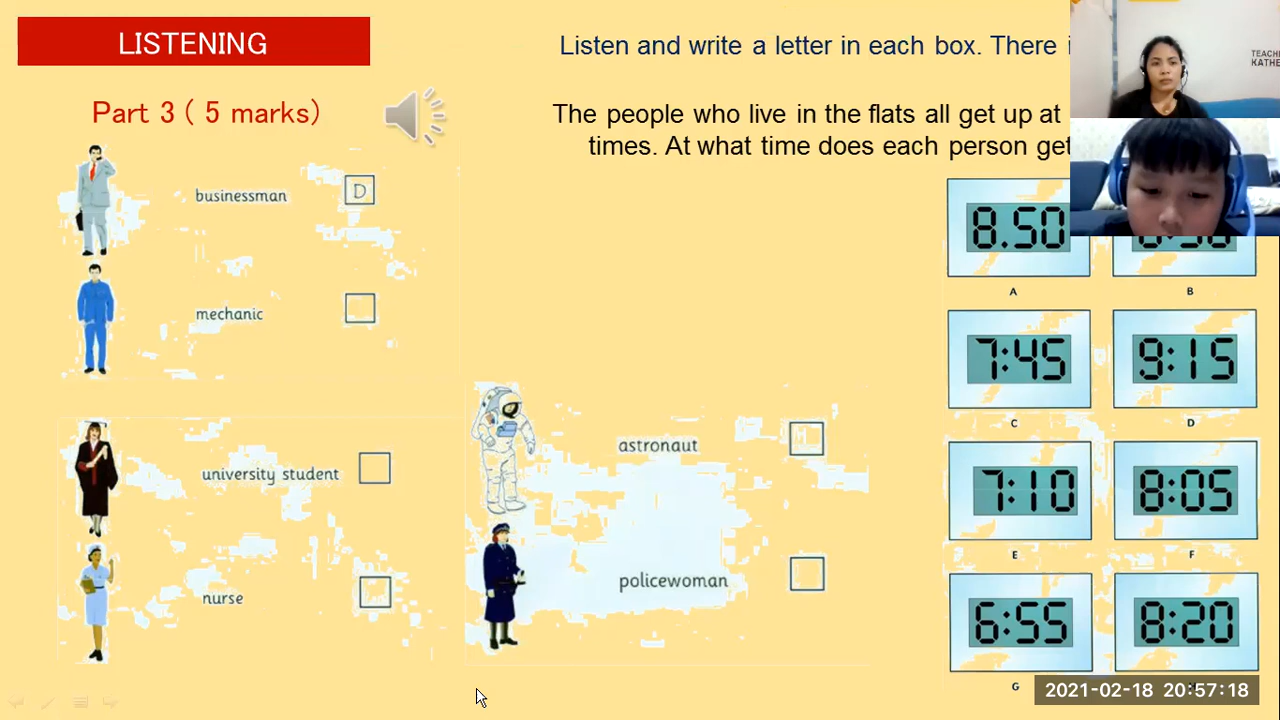 LISTENING
Listen and write a letter in each box. There
TEACHE
KATHE
Part 3 ( 5 marks)
The people who live in the flats all get up at
times. At what time does each person get
businessman D
mechanic
university student
nurse
astronaut
policewoman
8.50
A B
7:45 9:15
C D
7:10 8:05
E F
6:55 8:20
G
2021-02-18 20:57:18